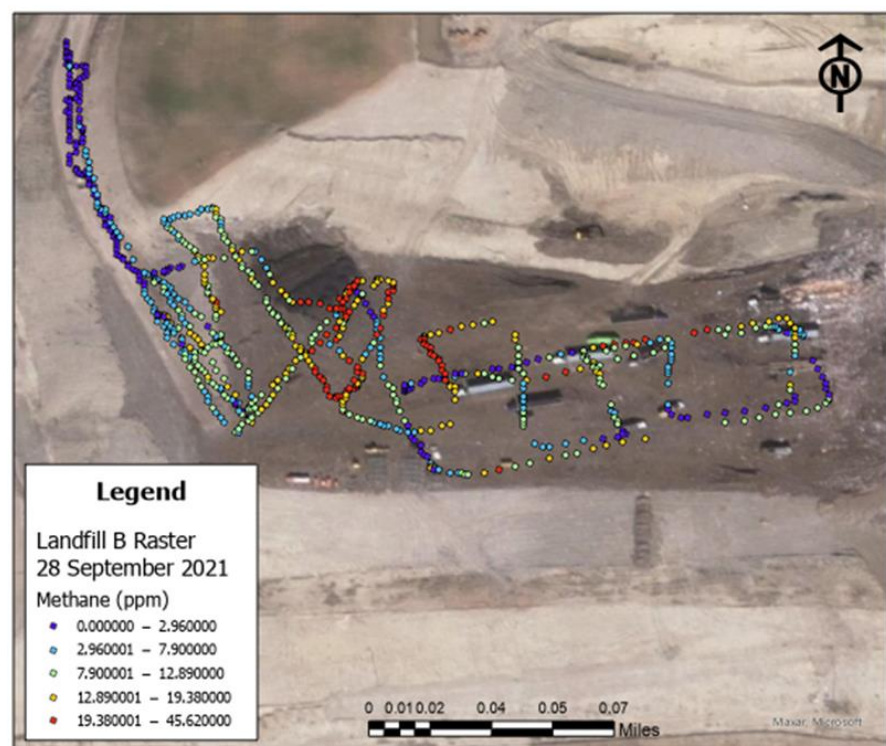 N
Legend
Landfill B Raster
28 September 2021
Methane (ppm)
0.000000 – 2.960000
2.960001 – 7.900000
7.900001 – 12.890000
12.890001 – 19.380000
19.380001 – 45.620000
0 0.01 0.02 0.04 0.05 0.07
Miles
Maxar, Microsoft